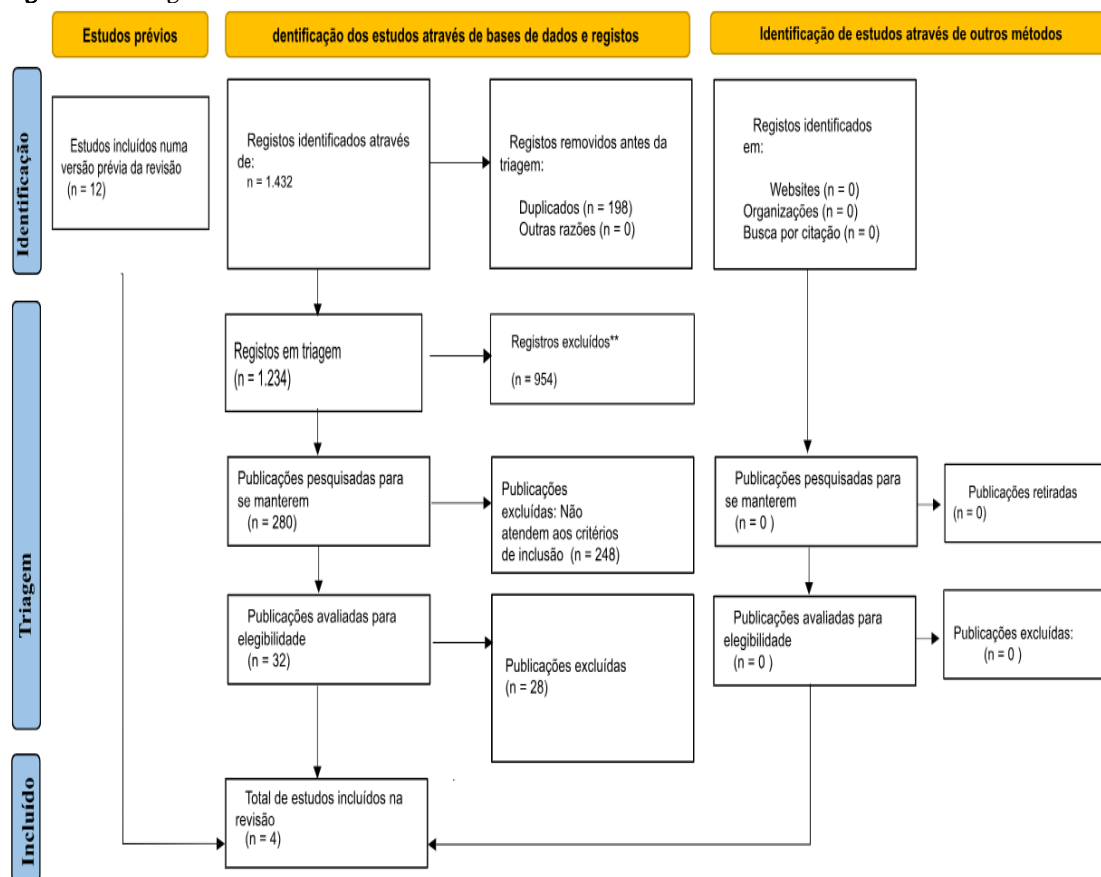 Estudos prévios
dentificação dos estudos através de bases de dados e registos
Identificação de estudos através de outros métodos
Identificação
Estudos incluídos numa
versão prévia da revisão
(n = 12)
Registos identificados através
de:
n = 1.432
Registos removidos antes da
triagem:
Duplicados (n = 198)
Outras razões (n = 0)
Registos identificados
em:
Websites (n = 0)
Organizações (n = 0)
Busca por citação (n = 0)
Triagem
Registos em triagem
(n = 1.234)
Registros excluídos**
(n = 954)
Publicações pesquisadas para
se manterem
(n = 280)
Publicações
excluídas: Não
atendem aos critérios
de inclusão (n = 248)
Publicações pesquisadas para
se manterem
(n = 0 )
Publicações retiradas
(n = 0)
Publicações avaliadas para
elegibilidade
(n = 32)
Publicações excluídas
(n = 28)
Publicações avaliadas para
elegibilidade
(n = 0 )
Publicações excluídas:
(n = 0 )
Incluído
Total de estudos incluídos na
revisão
(n = 4)